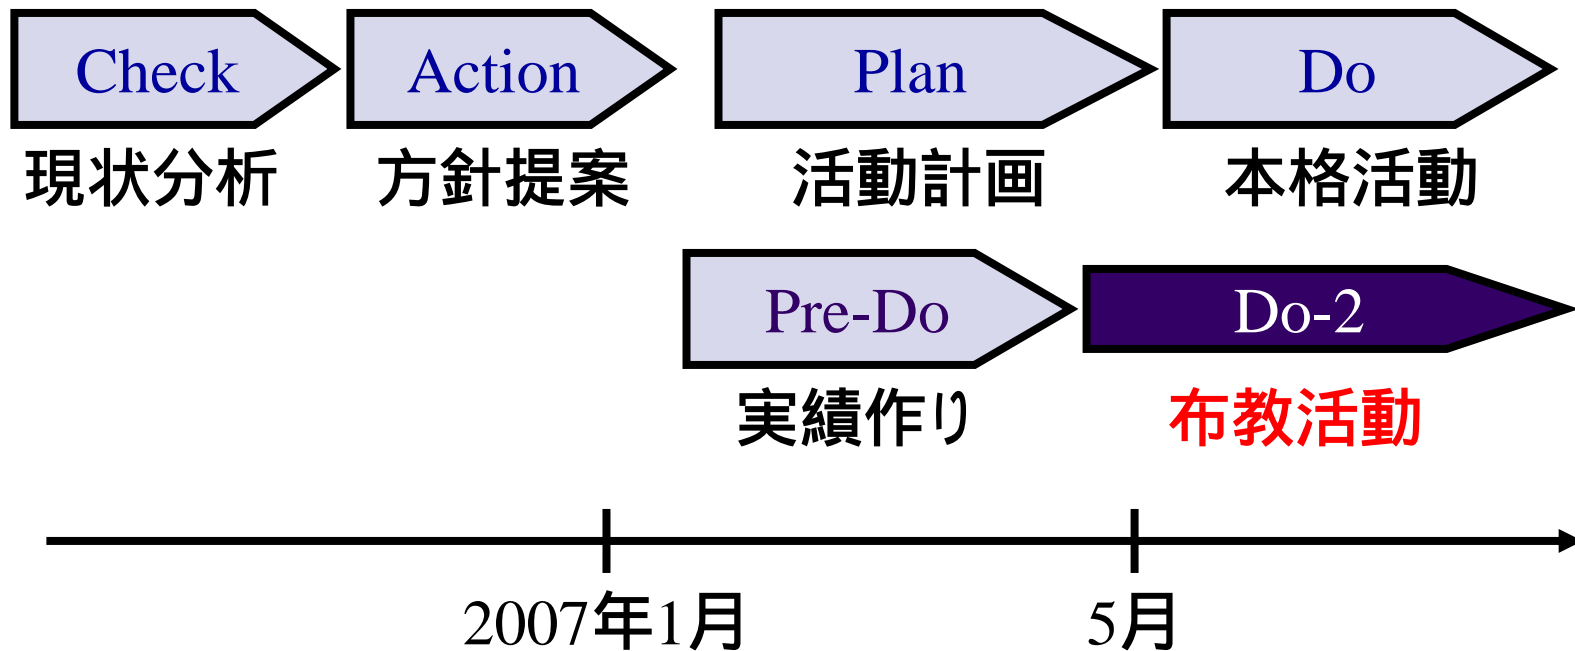 Check Action Plan Do
現状分析 方針提案 活動計画 本格活動
Pre-Do Do-2
実績作り 布教活動
2007年1月 5月